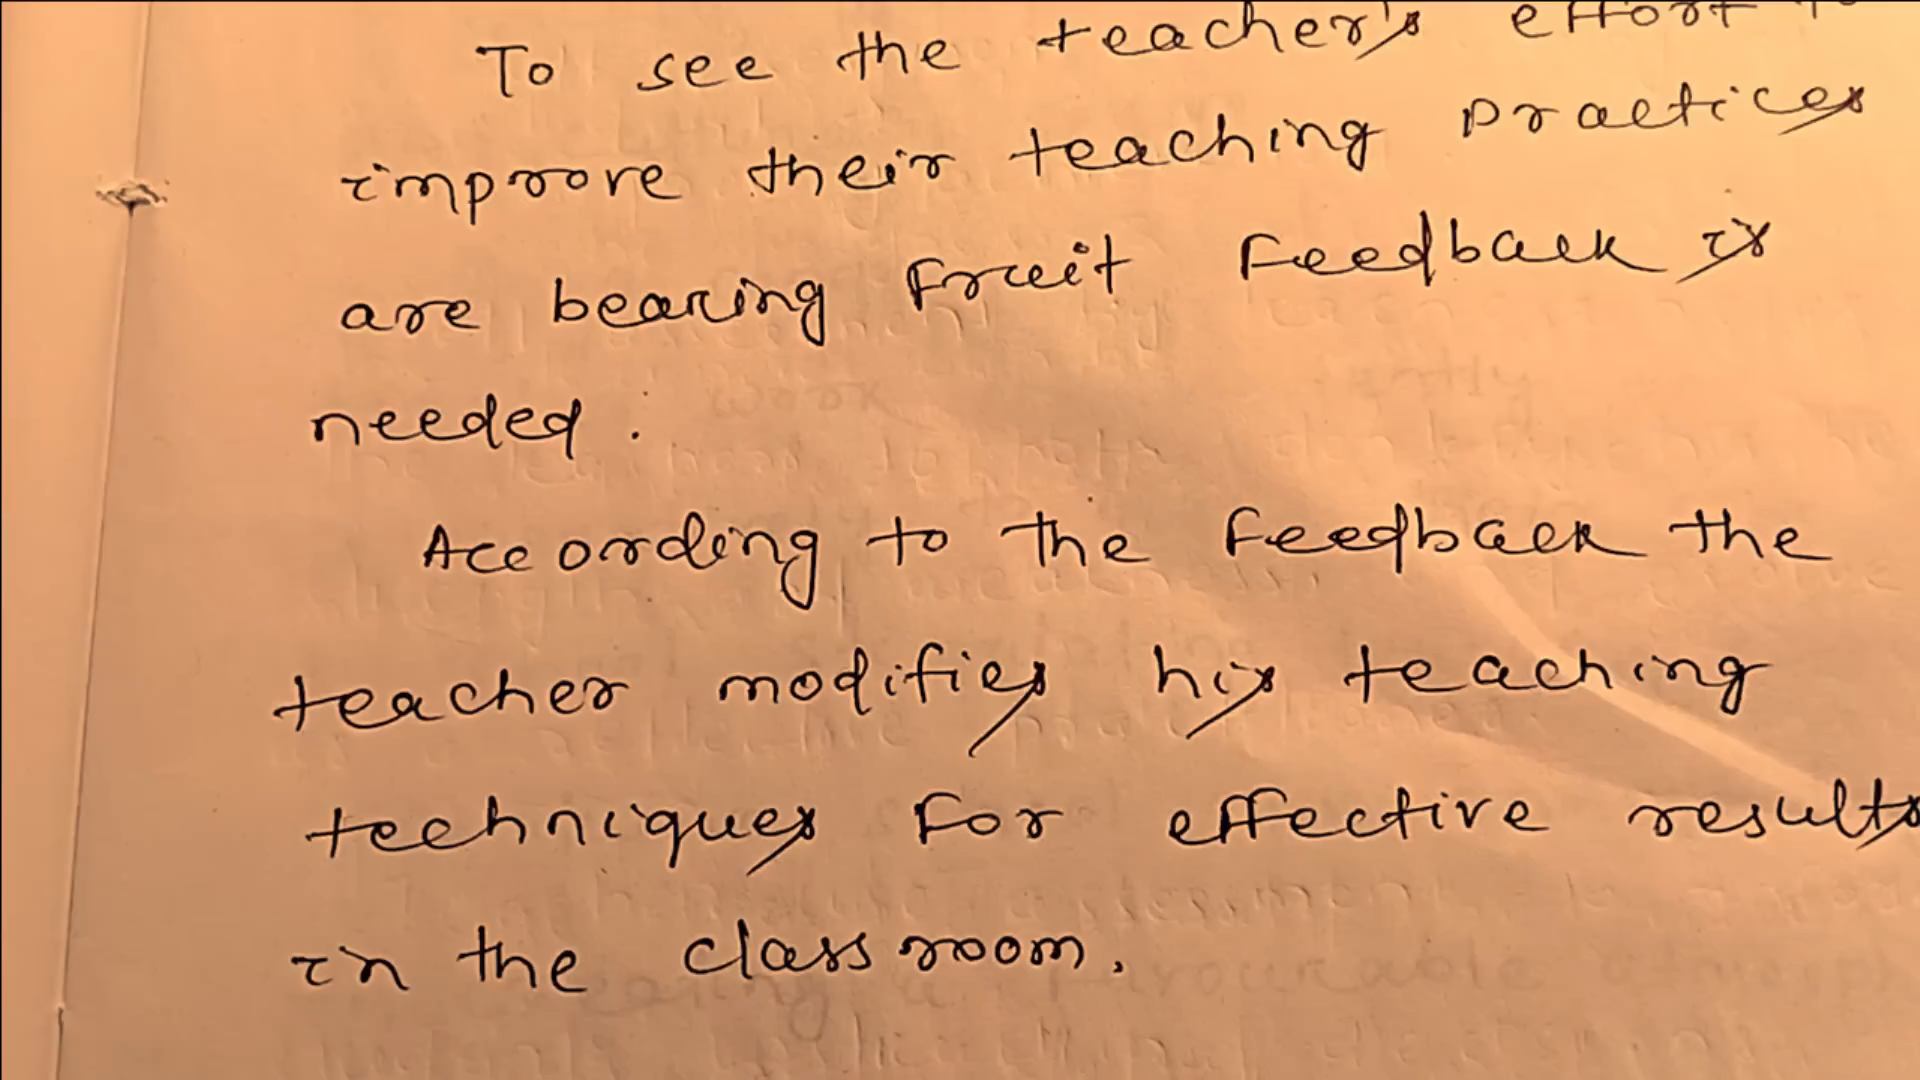 To see the teacher's effort to
improve their teaching practices
are bearing fruit feedback is
needed.
According to the feedback the
teacher modifies his teaching
techniques for effective results
in the classroom.